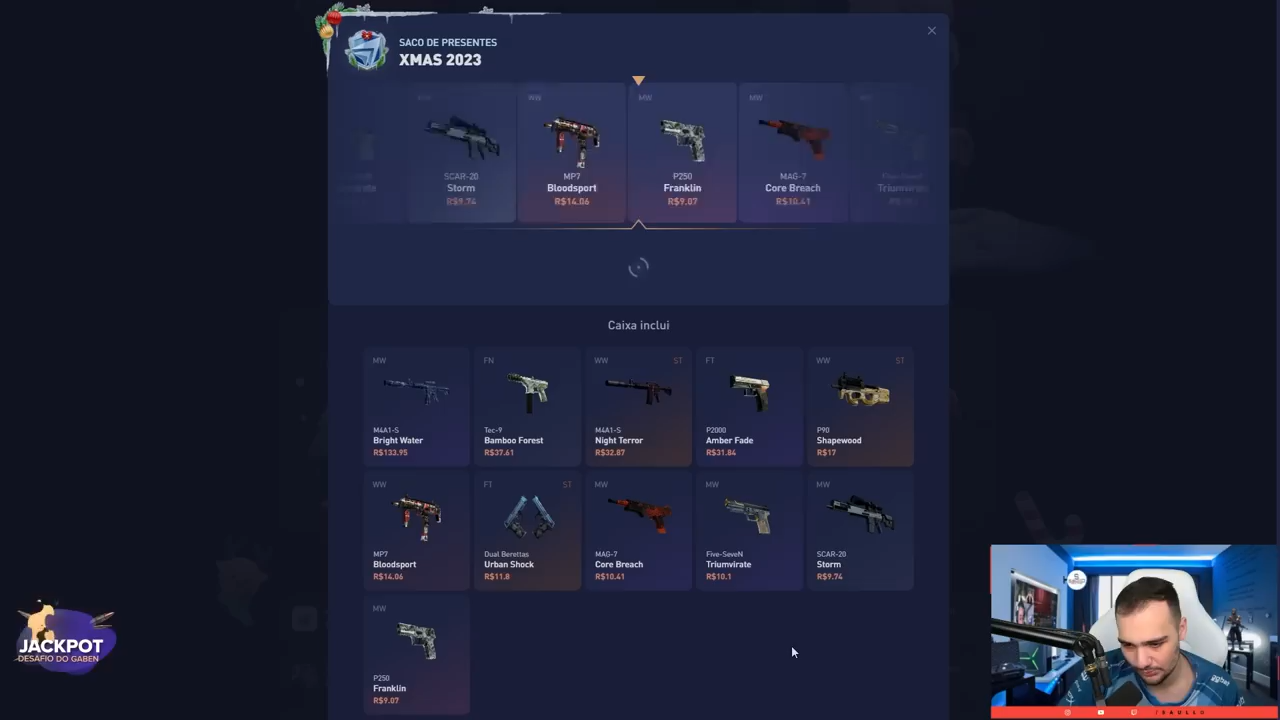 SACO DE PRESENTES
XMAS 2023
WW
MW
MW
SCAR-20
Storm
R$9.74
MP7
Bloodsport
R$14.06
P250
Franklin
R$9.07
MAG-7
Core Breach
R$10.41
Caixa inclui
MW
M4A1-S
Bright Water
R$133.95
FN
Tec-9
Bamboo Forest
R$37.61
WW ST
M4A1-S
Night Terror
R$32.87
FT
P2000
Amber Fade
R$31.84
WW ST
P90
Shapewood
R$17
WW
MP7
Bloodsport
R$14.06
FT ST
Dual Berettas
Urban Shock
R$11.8
MW
MAG-7
Core Breach
R$10.41
MW
Five-SeveN
Triumvirate
R$10.1
MW
SCAR-20
Storm
R$9.74
MW
P250
Franklin
R$9.07
JACKPOT
DESAFIO DO GABEN